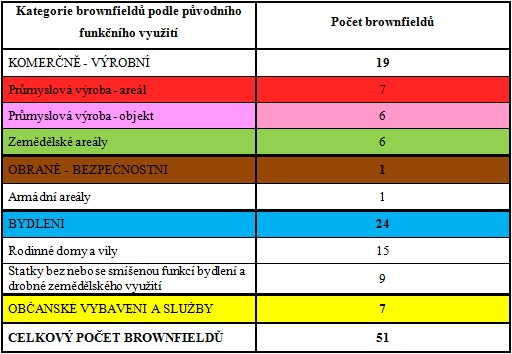 Kategorie brownfieldů podle původního
funkčního využití
Počet brownfieldů
KOMERČNĚ - VÝROBNÍ 19
Průmyslová výroba - areál 7
Průmyslová výroba - objekt 6
Zemědělské areály 6
OBRANĚ - BEZPEČNOSTNI 1
Armádní areály 1
BYDLENI 24
Rodinné domy a vily 15
Statky bez nebo se smíšenou funkcí bydlení a
drobné zemědělského využití 9
OBČANSKÉ VYBAVENÍ A SLUŽBY 7
CELKOVÝ POČET BROWNFIELDŮ 51